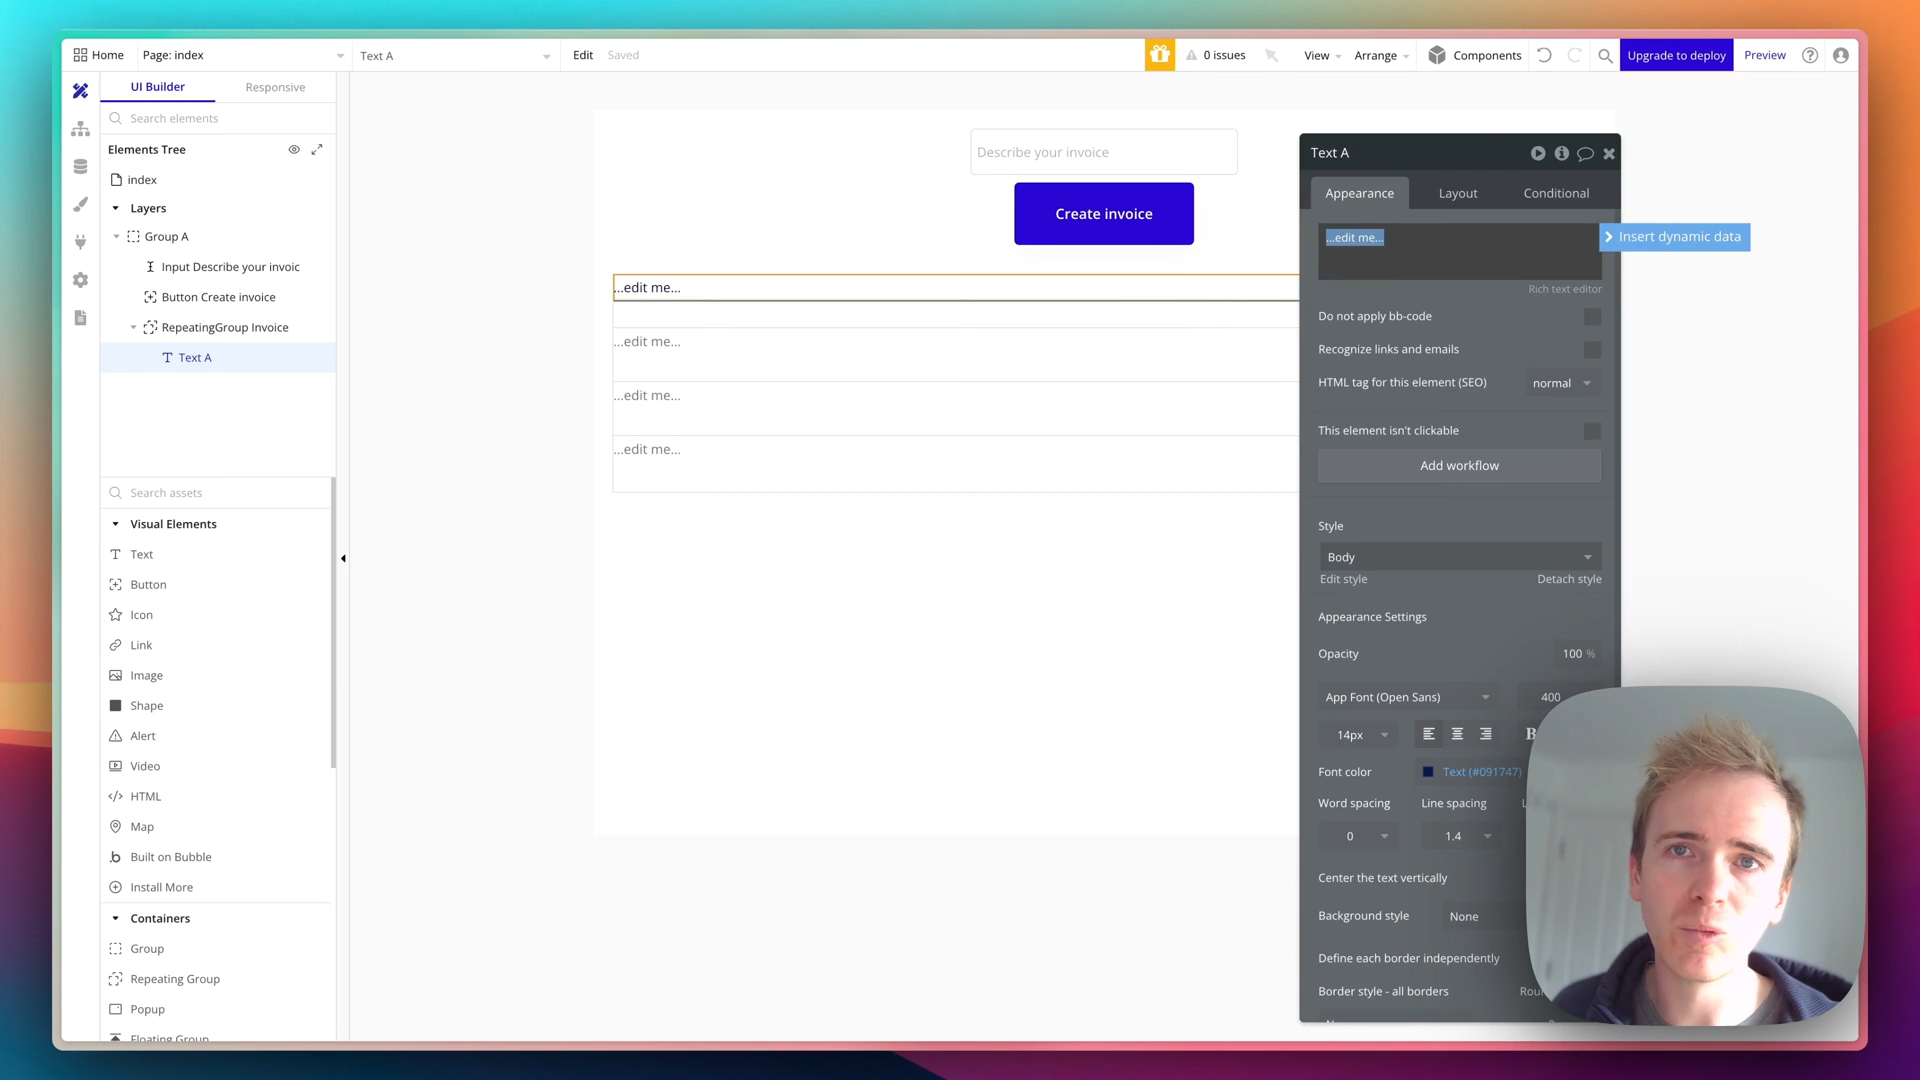 Home
Page: index
Text A
Edit
Saved
0 issues
View
Arrange
Components
Upgrade to deploy
Preview
UI Builder
Responsive
Search elements
Elements Tree
index
Layers
Group A
Input Describe your invoic
Button Create invoice
RepeatingGroup Invoice
Text A
Search assets
Visual Elements
Text
Button
Icon
Link
Image
Shape
Alert
Video
HTML
Map
Built on Bubble
Install More
Containers
Group
Repeating Group
Popup
Floating Group
Describe your invoice
Create invoice
...edit me...
...edit me...
...edit me...
...edit me...
Text A
Appearance
Layout
Conditional
...edit me...
Insert dynamic data
Rich text editor
Do not apply bb-code
Recognize links and emails
HTML tag for this element (SEO)
normal
This element isn't clickable
Add workflow
Style
Body
Edit style
Detach style
Appearance Settings
Opacity
100 %
App Font (Open Sans)
400
14px
B
Font color
Text (#091747)
Word spacing
Line spacing
0
1.4
Center the text vertically
Background style
None
Define each border independently
Border style - all borders